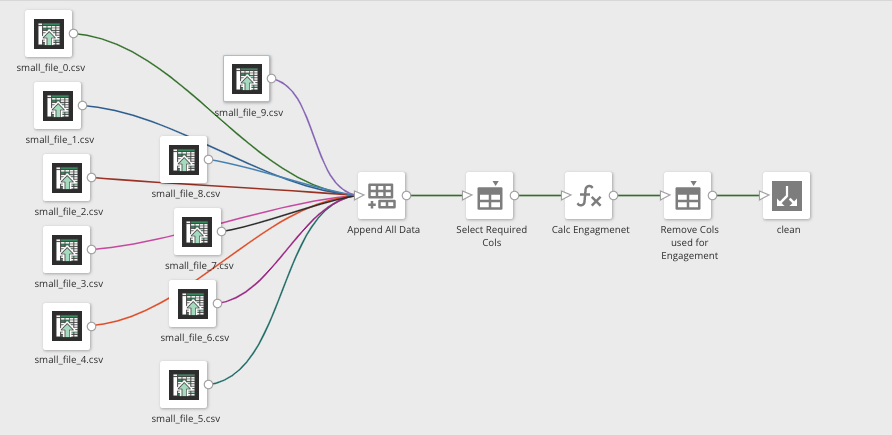 small_file_0.csv
small_file_9.csv
small_file_1.csv
small_file_8.csv
small_file_2.csv
small_file_7.csv
small_file_3.csv
small_file_6.csv
small_file_4.csv
small_file_5.csv
Append All Data
Select Required
Cols
Calc Engagmenet
Remove Cols
used for
Engagement
clean